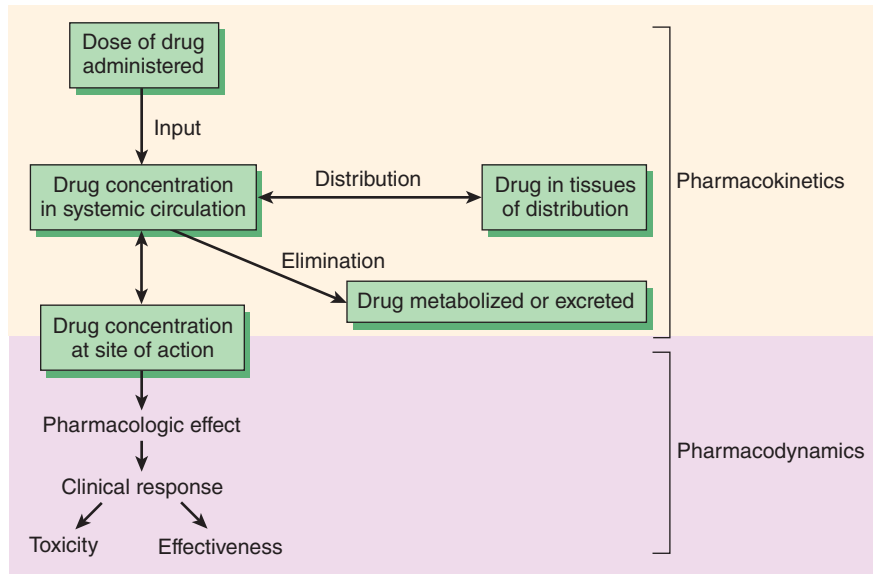 Dose of drug
administered
Input
Drug concentration
in systemic circulation
Distribution
Drug in tissues
of distribution
Pharmacokinetics
Elimination
Drug metabolized or excreted
Drug concentration
at site of action
Pharmacologic effect
Pharmacodynamics
Clinical response
Toxicity
Effectiveness